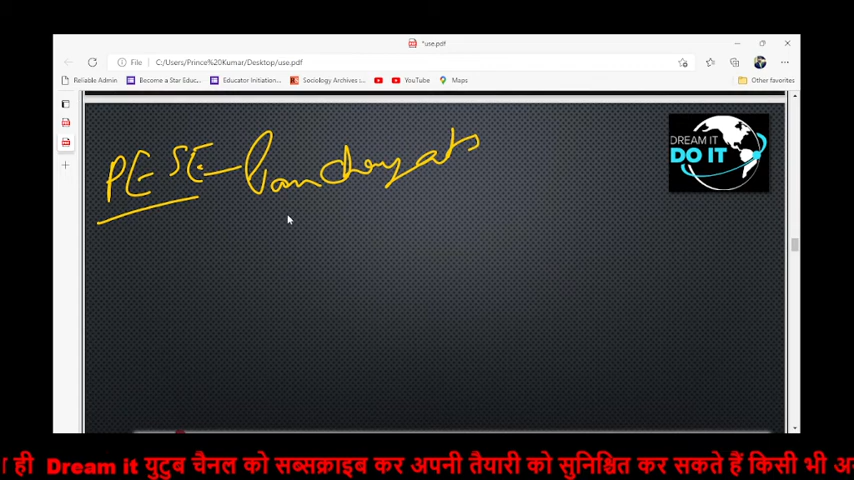 *use.pdf
File C:/Users/Prince%20Kumar/Desktop/use.pdf
Reliable Admin Become a Star Educ... Educator Initiation... Sociology Archives :... YouTube Maps Other favorites
PESE - Panchayats
DREAM IT
DO IT
ही Dream it युटुब चैनल को सब्सक्राइब कर अपनी तैयारी को सुनिश्चित कर सकते हैं किसी भी